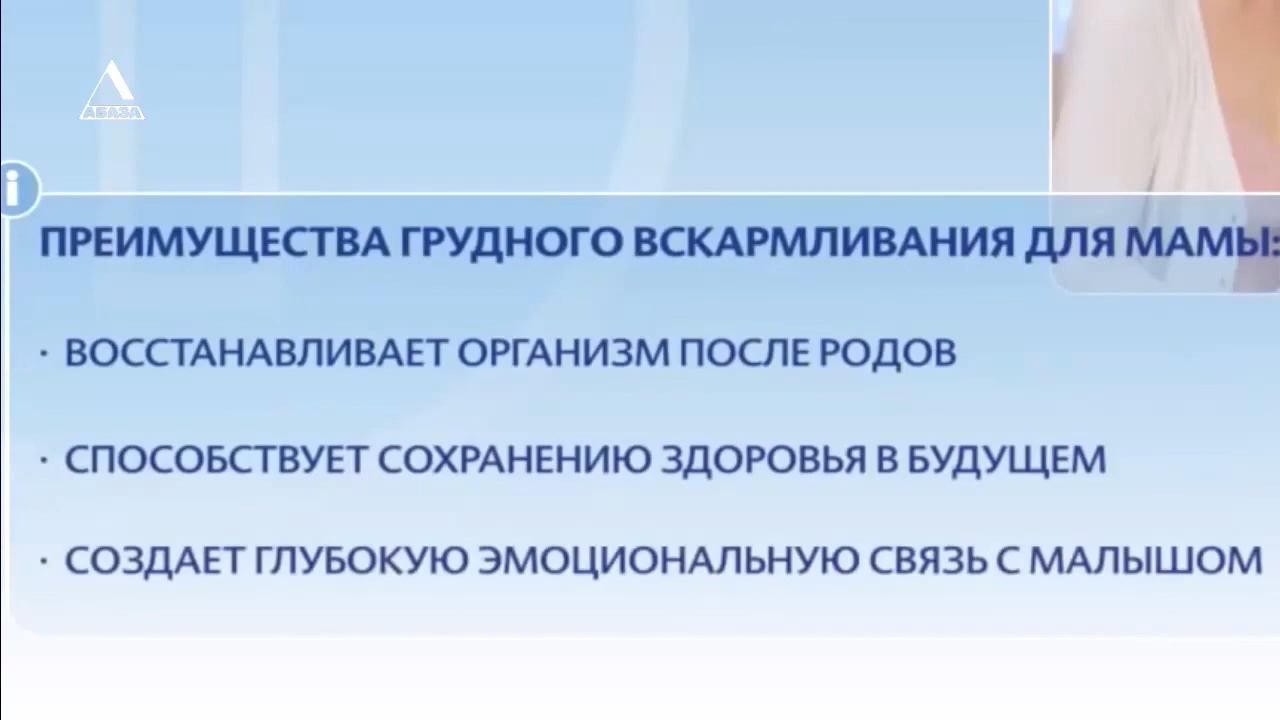 АБАЗА
i
ПРЕИМУЩЕСТВА ГРУДНОГО ВСКАРМЛИВАНИЯ ДЛЯ МАМЫ:
· ВОССТАНАВЛИВАЕТ ОРГАНИЗМ ПОСЛЕ РОДОВ
· СПОСОБСТВУЕТ СОХРАНЕНИЮ ЗДОРОВЬЯ В БУДУЩЕМ
· СОЗДАЕТ ГЛУБОКУЮ ЭМОЦИОНАЛЬНУЮ СВЯЗЬ С МАЛЫШОМ